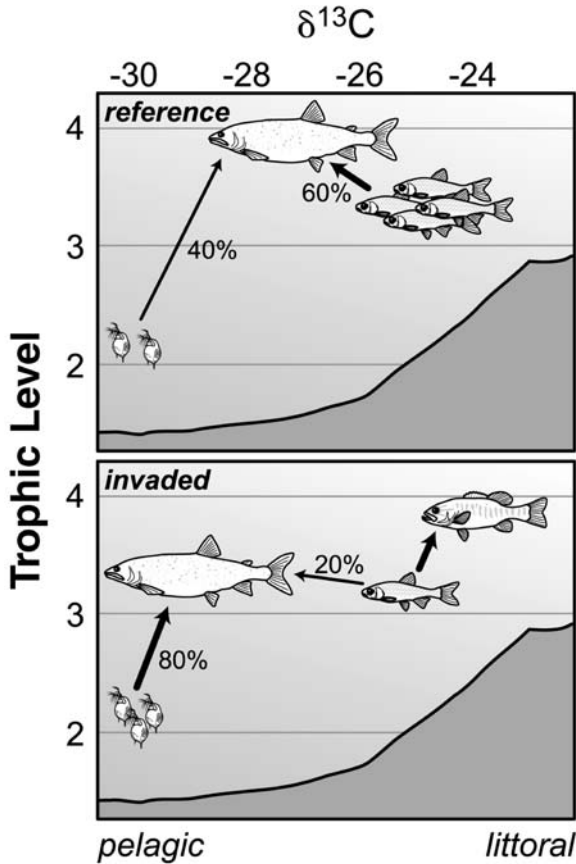 δ13C
-30 -28 -26 -24
reference
4
60%
3
40%
2
Trophic Level
invaded
4
20%
3
80%
2
pelagic littoral